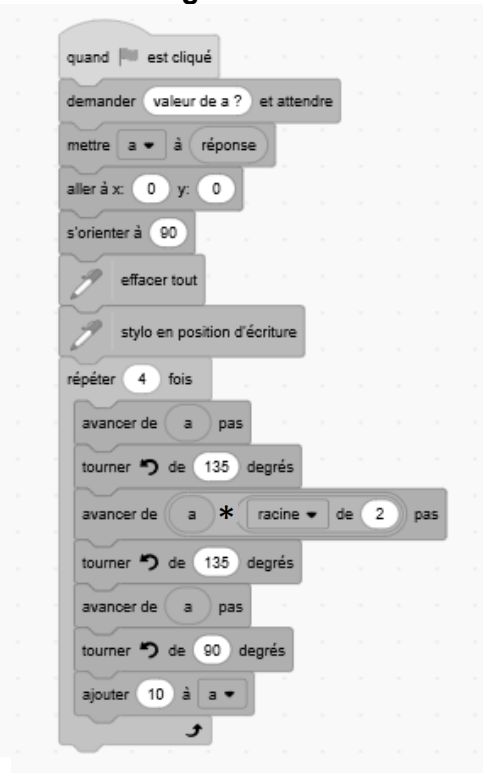 quand est cliqué
demander valeur de a ? et attendre
mettre a à réponse
aller à x: 0 y: 0
s'orienter à 90
effacer tout
stylo en position d'écriture
répéter 4 fois
avancer de a pas
tourner de 135 degrés
avancer de a * racine de 2 pas
tourner de 135 degrés
avancer de a pas
tourner de 90 degrés
ajouter 10 à a